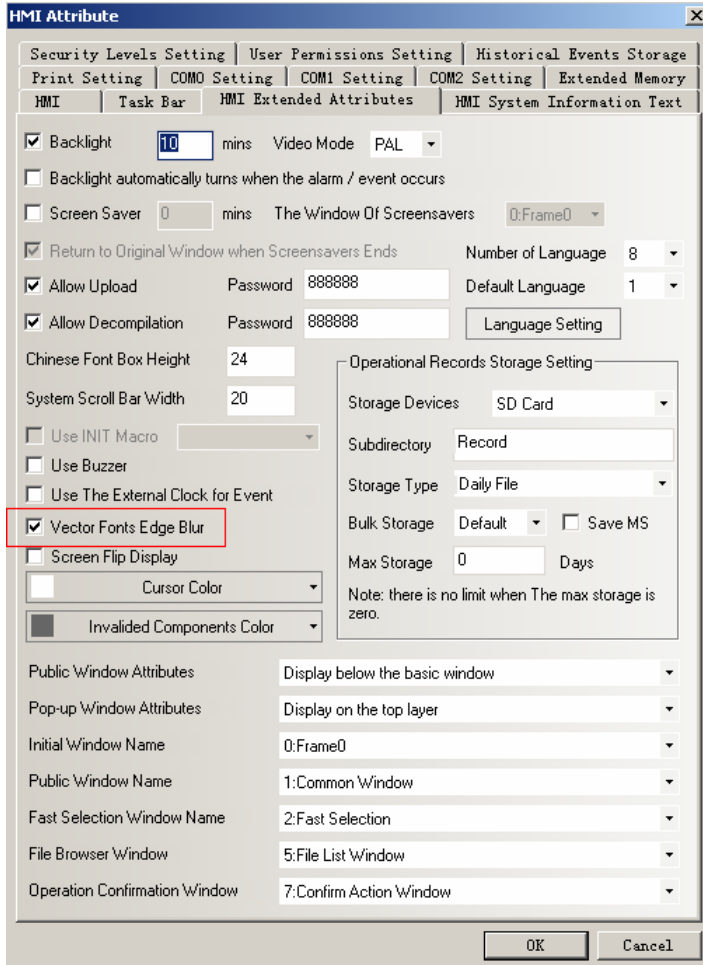 HMI Attribute
Security Levels Setting User Permissions Setting Historical Events Storage
Print Setting COM0 Setting COM1 Setting COM2 Setting Extended Memory
HMI Task Bar HMI Extended Attributes HMI System Information Text
Backlight 10 mins Video Mode PAL
Backlight automatically turns when the alarm / event occurs
Screen Saver 0 mins The Window Of Screensavers 0:Frame0
Return to Original Window when Screensavers Ends Number of Language 8
Allow Upload Password 888888 Default Language 1
Allow Decompilation Password 888888 Language Setting
Chinese Font Box Height 24 Operational Records Storage Setting
System Scroll Bar Width 20 Storage Devices SD Card
Use INIT Macro Subdirectory Record
Use Buzzer
Use The External Clock for Event Storage Type Daily File
Vector Fonts Edge Blur Bulk Storage Default Save MS
Screen Flip Display Max Storage 0 Days
Cursor Color Note: there is no limit when The max storage is
Invalided Components Color zero.
Public Window Attributes Display below the basic window
Pop-up Window Attributes Display on the top layer
Initial Window Name 0:Frame0
Public Window Name 1:Common Window
Fast Selection Window Name 2:Fast Selection
File Browser Window 5:File List Window
Operation Confirmation Window 7:Confirm Action Window
OK Cancel